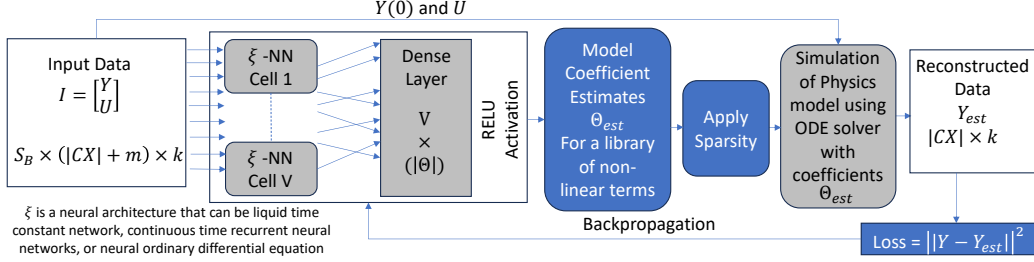 Y(0) and U
Input Data
I = [Y
U]
S_B × (|CX| + m) × k
ξ -NN
Cell 1
ξ -NN
Cell V
Dense
Layer
V
×
(|Θ|)
RELU
Activation
Model
Coefficient
Estimates
Θ_est
For a library
of non-
linear terms
Apply
Sparsity
Simulation
of Physics
model using
ODE solver
with
coefficients
Θ_est
Reconstructed
Data
Y_est
|CX| × k
ξ is a neural architecture that can be liquid time
constant network, continuous time recurrent neural
networks, or neural ordinary differential equation
Backpropagation
Loss = ||Y − Y_est||²